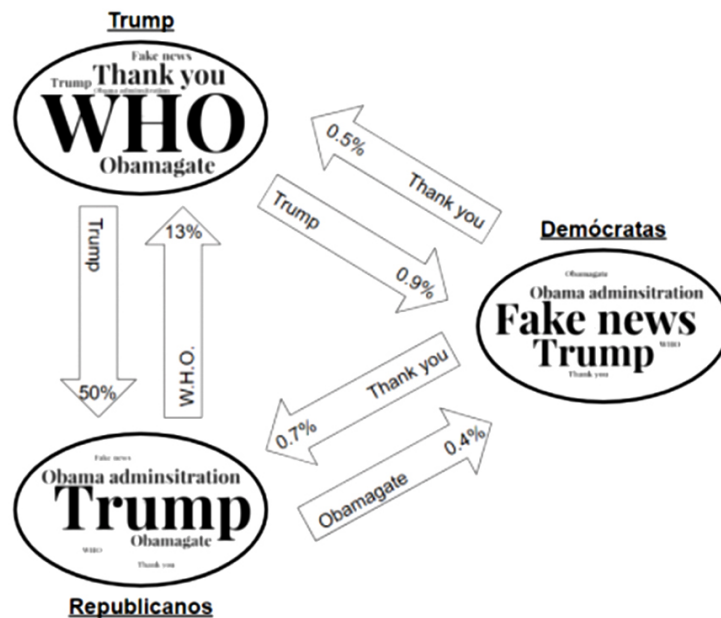 Trump
Fake news
Trump Thank you
Obama adminsitration
WHO
Obamagate
0.5%
Thank you
Trump
0.9%
Trump
50%
13%
W.H.O.
Demócratas
Obamagate
Obama adminsitration
Fake news
Trump WHO
Thank you
Thank you
0.7%
Obamagate
0.4%
Fake news
Obama adminsitration
Trump
Obamagate
WHO
Thank you
Republicanos